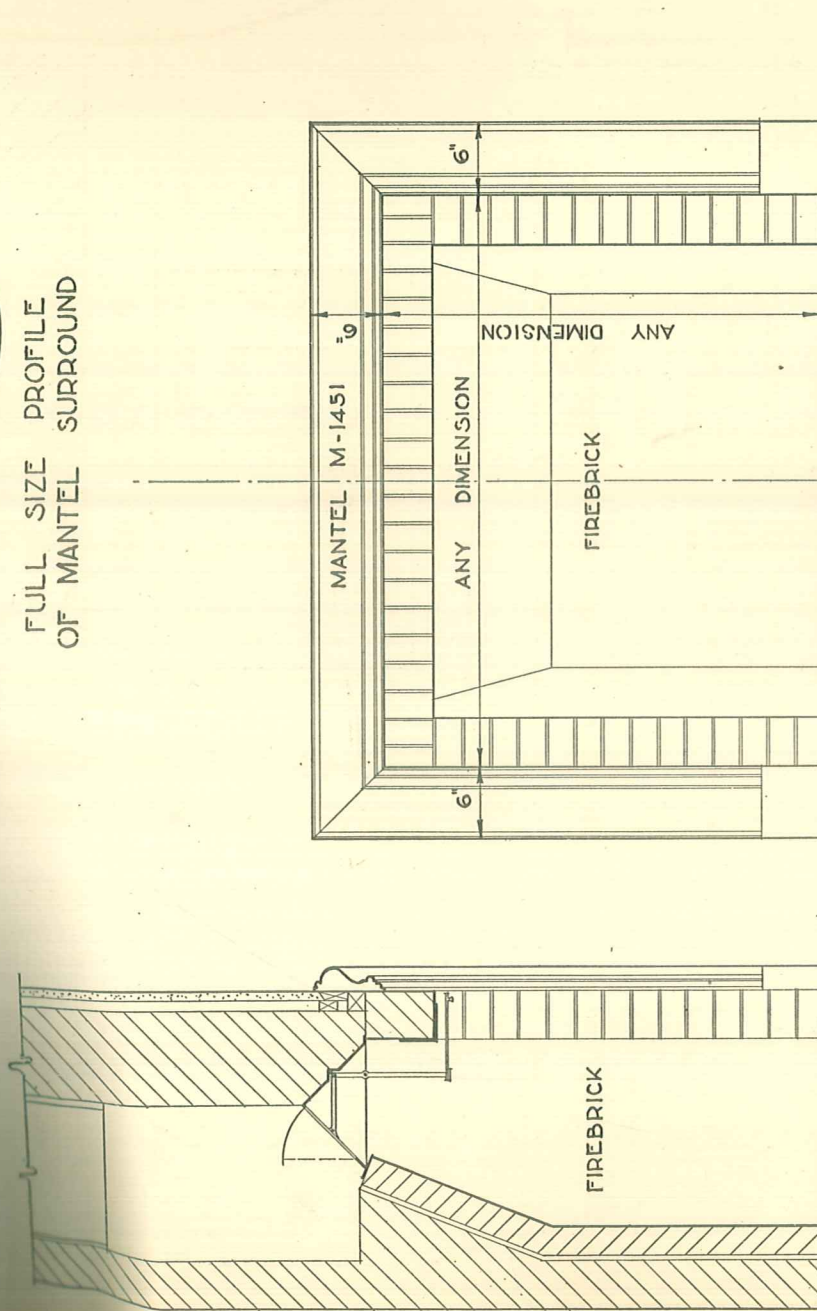 FULL SIZE PROFILE
OF MANTEL SURROUND
6"
6"
MANTEL M-1451
ANY DIMENSION
ANY DIMENSION
FIREBRICK
6"
FIREBRICK